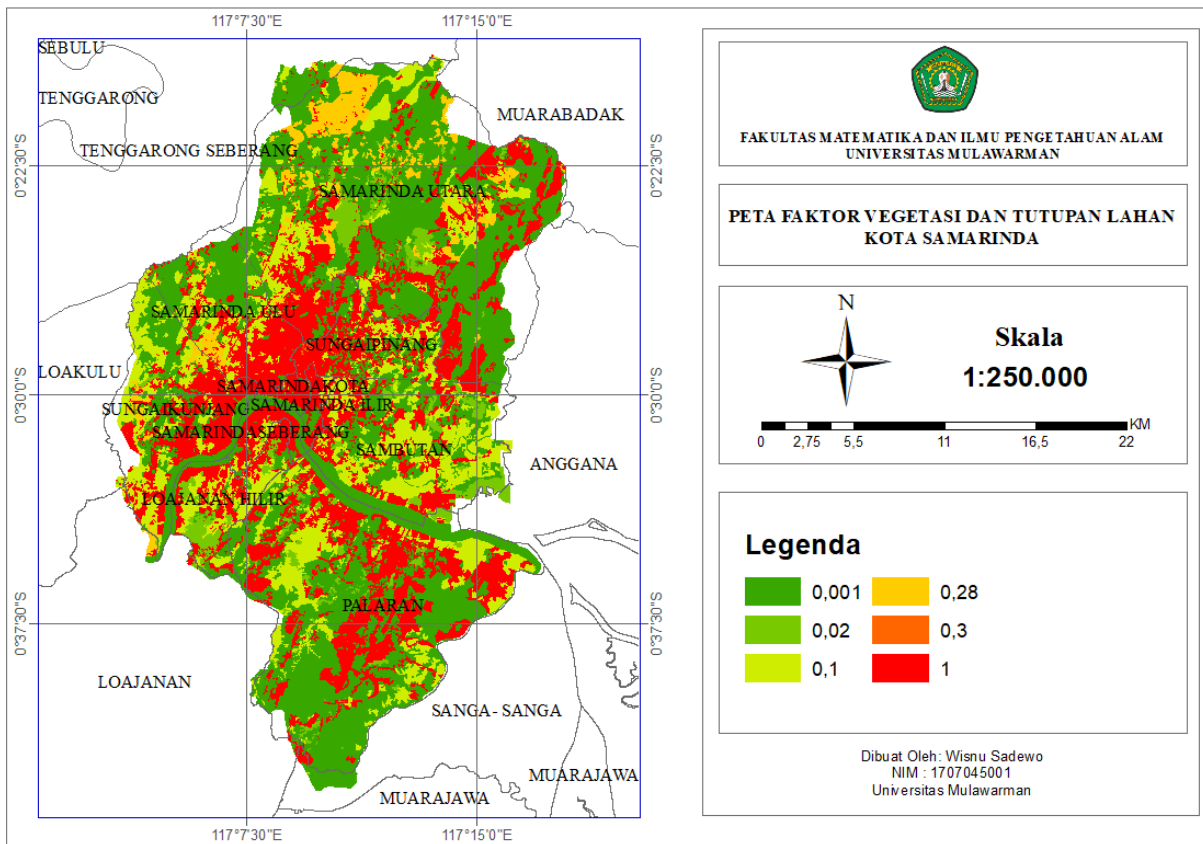 117°7'30"E 117°15'0"E
SEBULU
TENGGARONG
MUARABADAK
TENGGARONG SEBERANG
0°22'30"S 0°22'30"S
SAMARINDA UTARA
SAMARINDA ULU
SUNGAIPINANG
LOAKULU
SAMARINDAKOTA
0°30'0"S 0°30'0"S
SUNGAIKUNJANG SAMARINDA ILIR
SAMARINDASEBERANG
SAMBUTAN
ANGGANA
LOAJANAN HILIR
PALARAN
0°37'30"S 0°37'30"S
LOAJANAN
SANGA- SANGA
MUARAJAWA
MUARAJAWA
117°7'30"E 117°15'0"E
FAKULTAS MATEMATIKA DAN ILMU PENGETAHUAN ALAM
UNIVERSITAS MULAWARMAN
PETA FAKTOR VEGETASI DAN TUTUPAN LAHAN
KOTA SAMARINDA
N
Skala
1:250.000
KM
0 2,75 5,5 11 16,5 22
Legenda
0,001 0,28
0,02 0,3
0,1 1
Dibuat Oleh: Wisnu Sadewo
NIM : 1707045001
Universitas Mulawarman